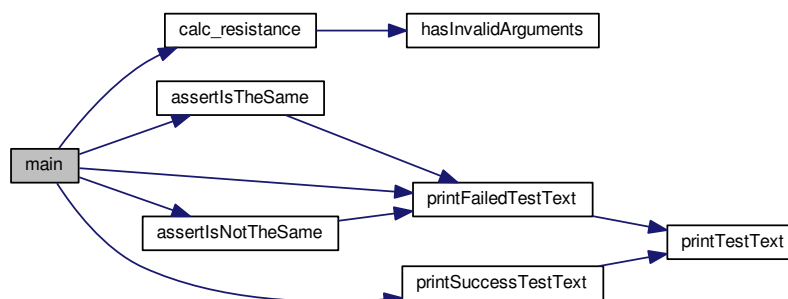 calc_resistance
hasInvalidArguments
assertIsTheSame
main
printFailedTestText
assertIsNotTheSame
printTestText
printSuccessTestText